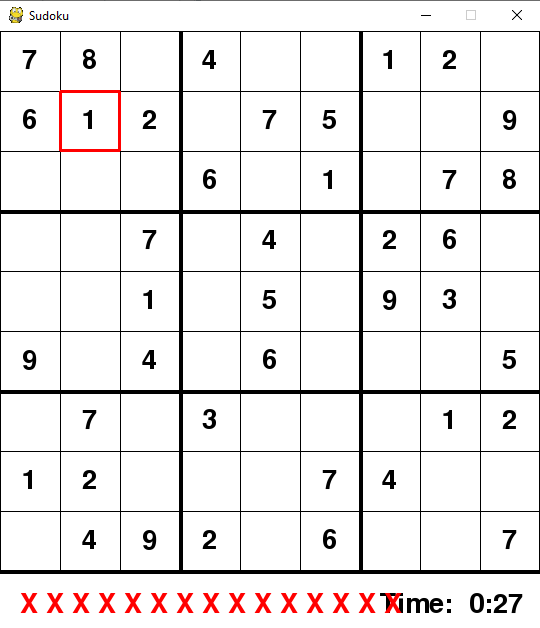 Sudoku
7 8 4 1 2
6 1 2 7 5 9
6 1 7 8
7 4 2 6
1 5 9 3
9 4 6 5
7 3 1 2
1 2 7 4
4 9 2 6 7
X X X X X X X X X X X X X X X Time: 0:27